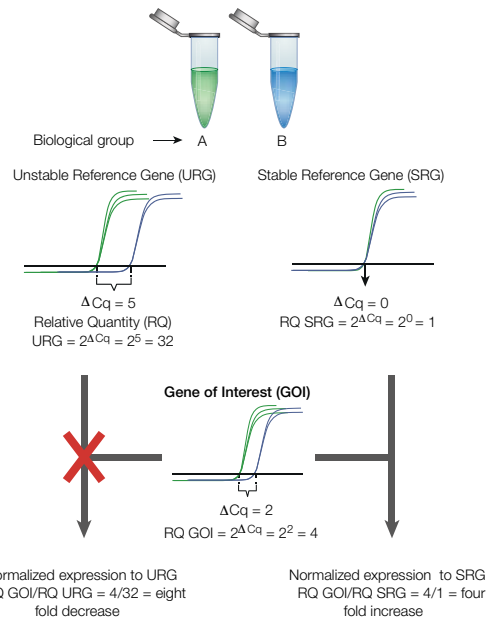 Biological group
A
B
Unstable Reference Gene (URG)
Stable Reference Gene (SRG)
ΔCq = 5
Relative Quantity (RQ)
URG = 2^ΔCq = 2^5 = 32
ΔCq = 0
RQ SRG = 2^ΔCq = 2^0 = 1
Gene of Interest (GOI)
ΔCq = 2
RQ GOI = 2^ΔCq = 2^2 = 4
ormalized expression to URG
Q GOI/RQ URG = 4/32 = eight
fold decrease
Normalized expression to SRG
RQ GOI/RQ SRG = 4/1 = four
fold increase